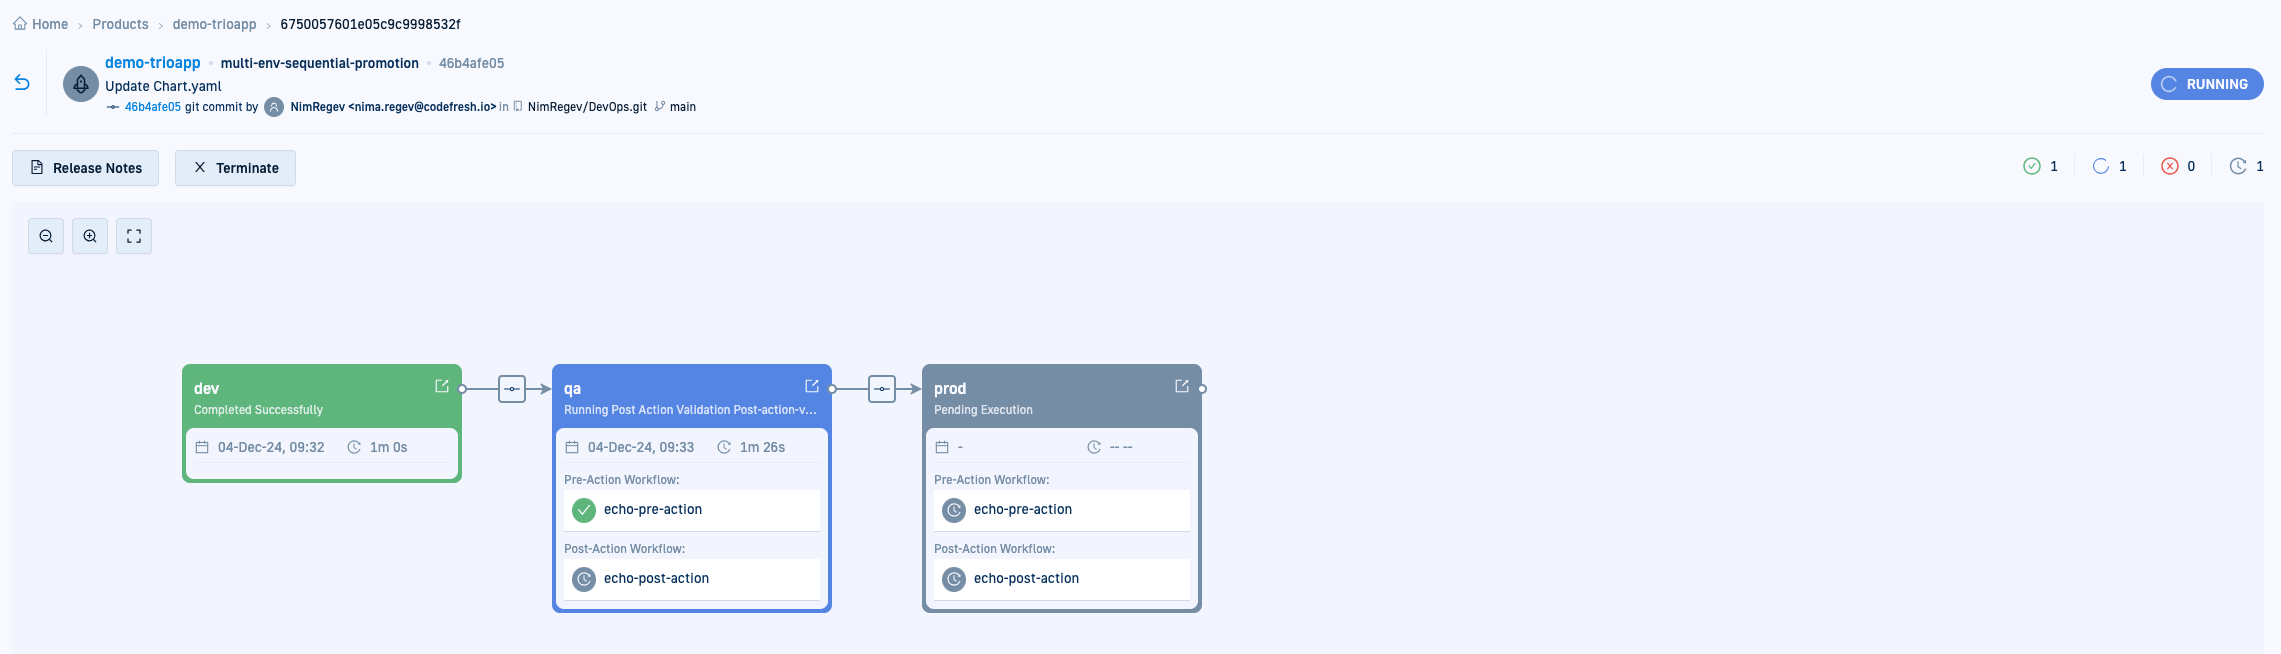 Home > Products > demo-trioapp > 6750057601e05c9c9998532f
demo-trioapp • multi-env-sequential-promotion • 46b4afe05
Update Chart.yaml
46b4afe05 git commit by NimRegev <nima.regev@codefresh.io> in NimRegev/DevOps.git main
RUNNING
Release Notes
Terminate
1 1 0 1
dev
Completed Successfully
04-Dec-24, 09:32 1m 0s
qa
Running Post Action Validation Post-action-v...
04-Dec-24, 09:33 1m 26s
Pre-Action Workflow:
echo-pre-action
Post-Action Workflow:
echo-post-action
prod
Pending Execution
- -- --
Pre-Action Workflow:
echo-pre-action
Post-Action Workflow:
echo-post-action